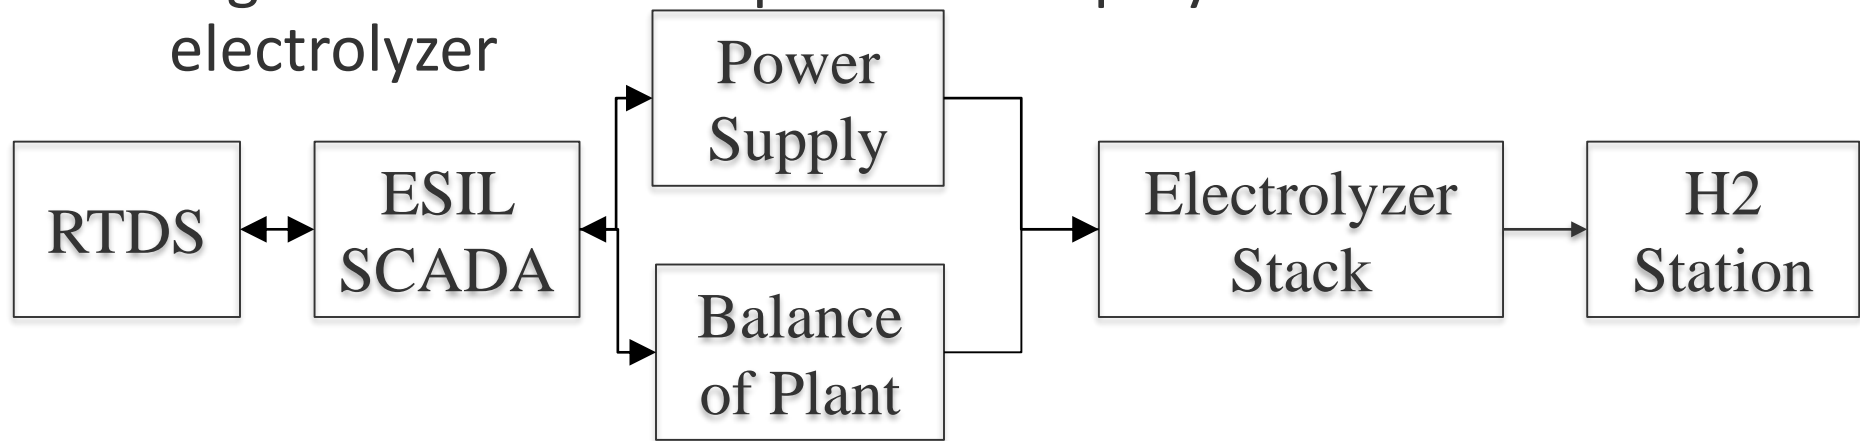 electrolyzer
Power
Supply
RTDS
ESIL
SCADA
Balance
of Plant
Electrolyzer
Stack
H2
Station